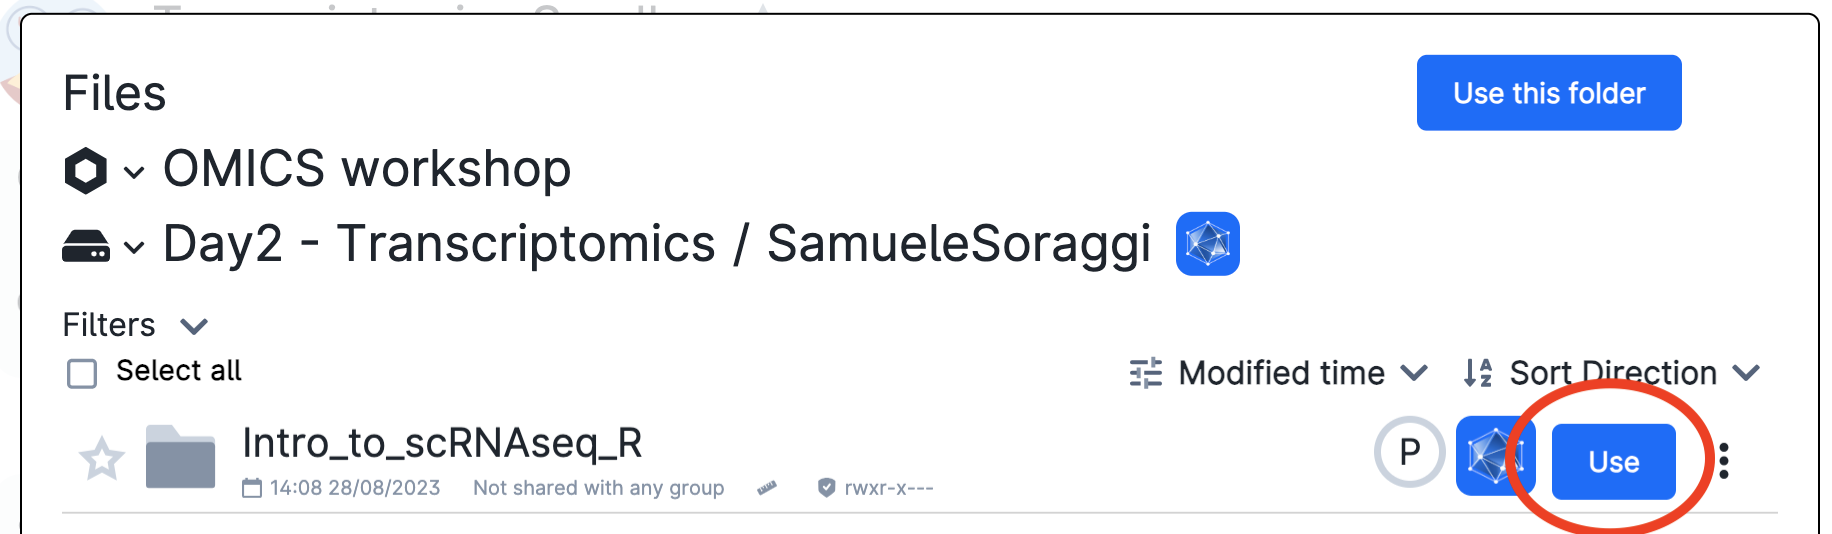 Files
Use this folder
OMICS workshop
Day2 - Transcriptomics / SamueleSoraggi
Filters
Select all
Modified time
Sort Direction
Intro_to_scRNAseq_R
P
Use
14:08 28/08/2023 Not shared with any group rwxr-x---